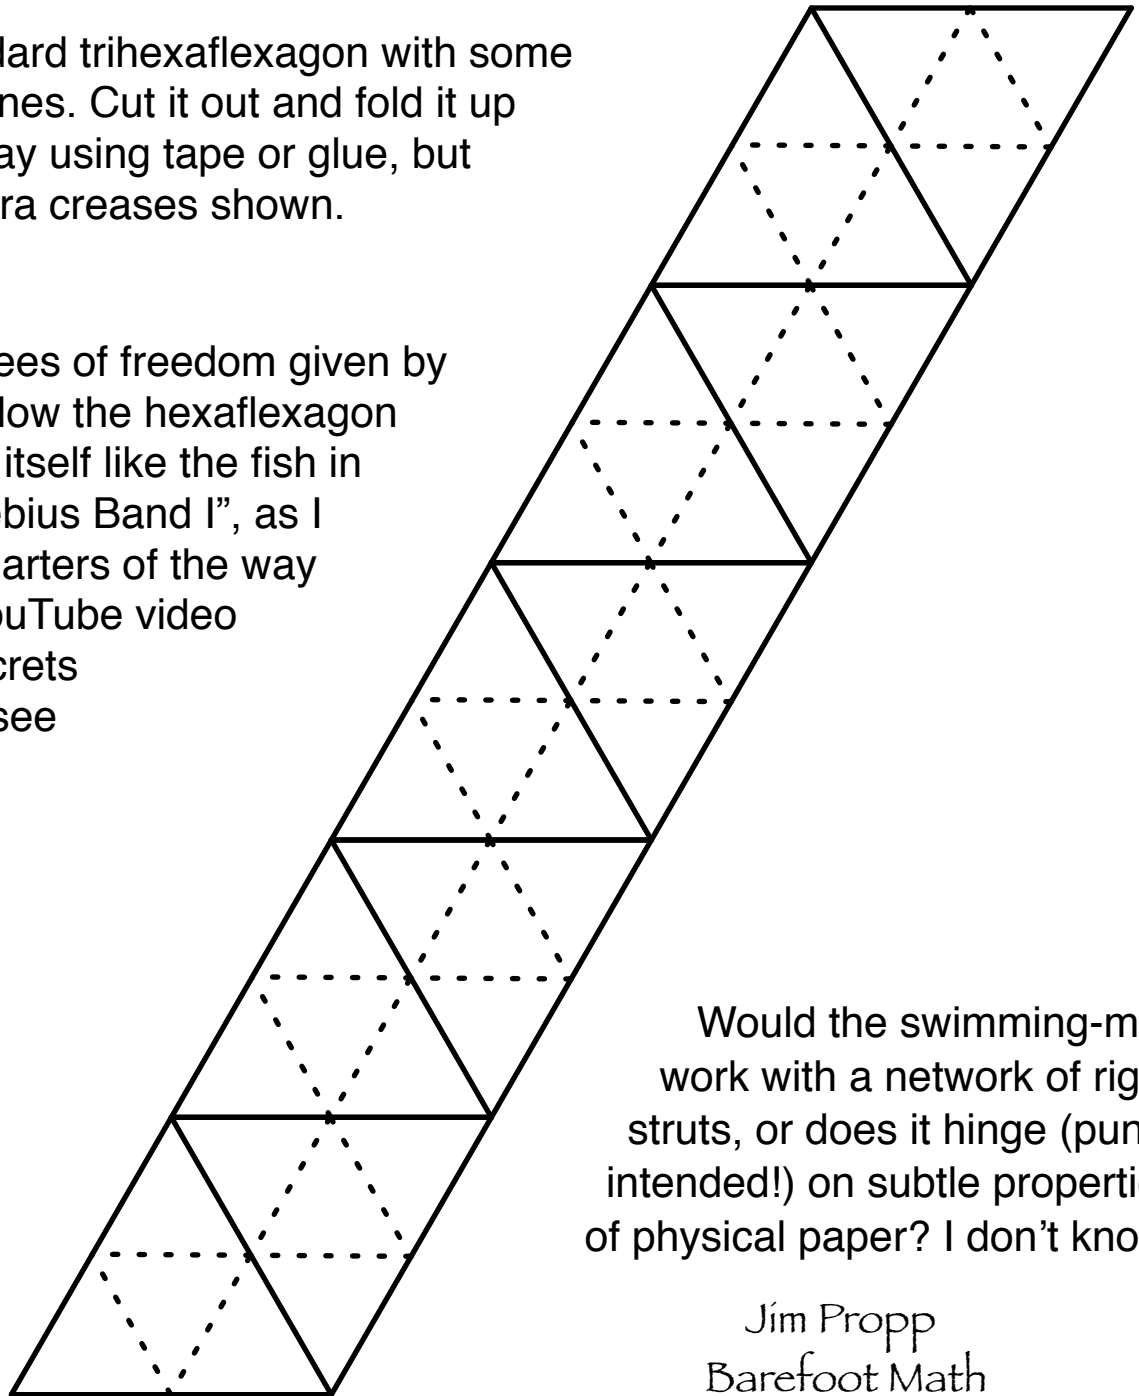 dard trihexaflexagon with some
nes. Cut it out and fold it up
ay using tape or glue, but
ra creases shown.
ees of freedom given by
low the hexaflexagon
itself like the fish in
ebius Band I”, as I
arters of the way
ouTube video
crets
see
Would the swimming-m
work with a network of rig
struts, or does it hinge (pun
intended!) on subtle properti
of physical paper? I don’t kno
Jim Propp
Barefoot Math